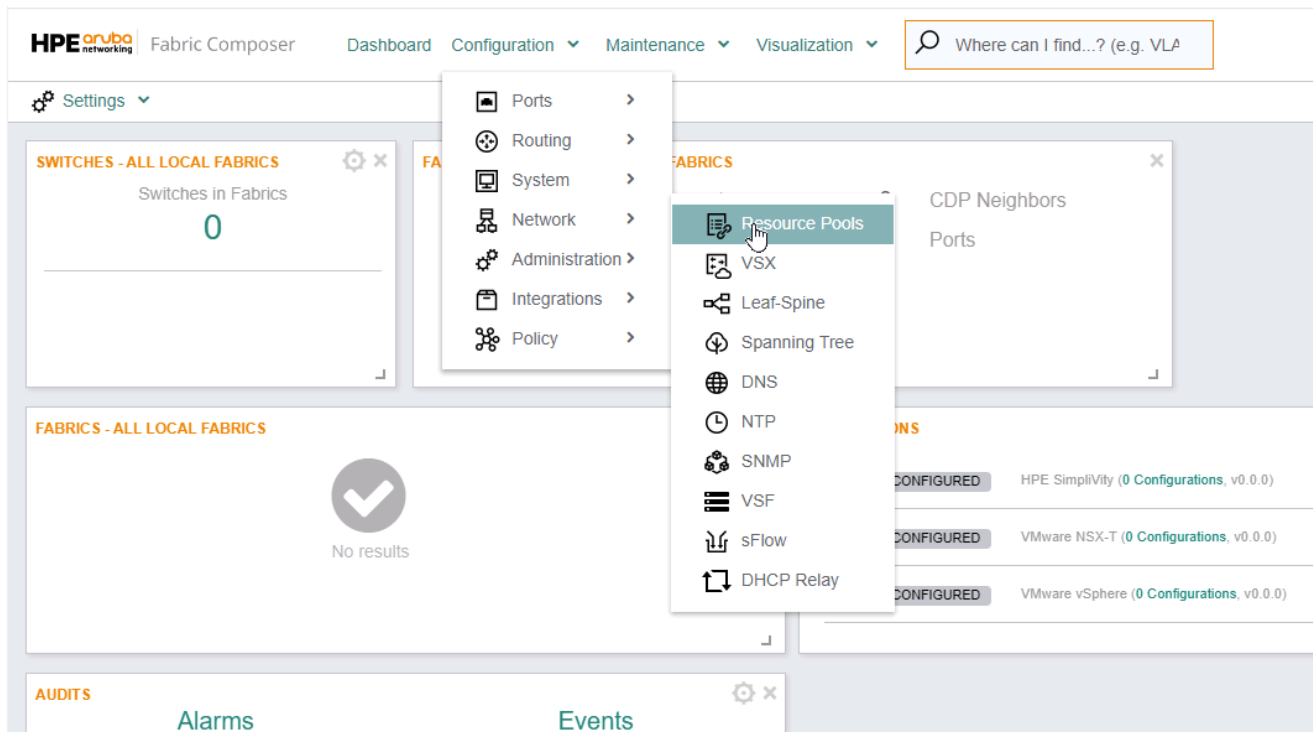 HPE aruba networking Fabric Composer Dashboard Configuration Maintenance Visualization Where can I find...? (e.g. VLA
Settings
Ports
Routing
System
Network
Administration
Integrations
Policy
Resource Pools
VSX
Leaf-Spine
Spanning Tree
DNS
NTP
SNMP
VSF
sFlow
DHCP Relay
SWITCHES - ALL LOCAL FABRICS
Switches in Fabrics
0
FA
FABRICS
CDP Neighbors
Ports
FABRICS - ALL LOCAL FABRICS
No results
ONS
CONFIGURED HPE SimpliVity (0 Configurations, v0.0.0)
CONFIGURED VMware NSX-T (0 Configurations, v0.0.0)
CONFIGURED VMware vSphere (0 Configurations, v0.0.0)
AUDITS
Alarms Events